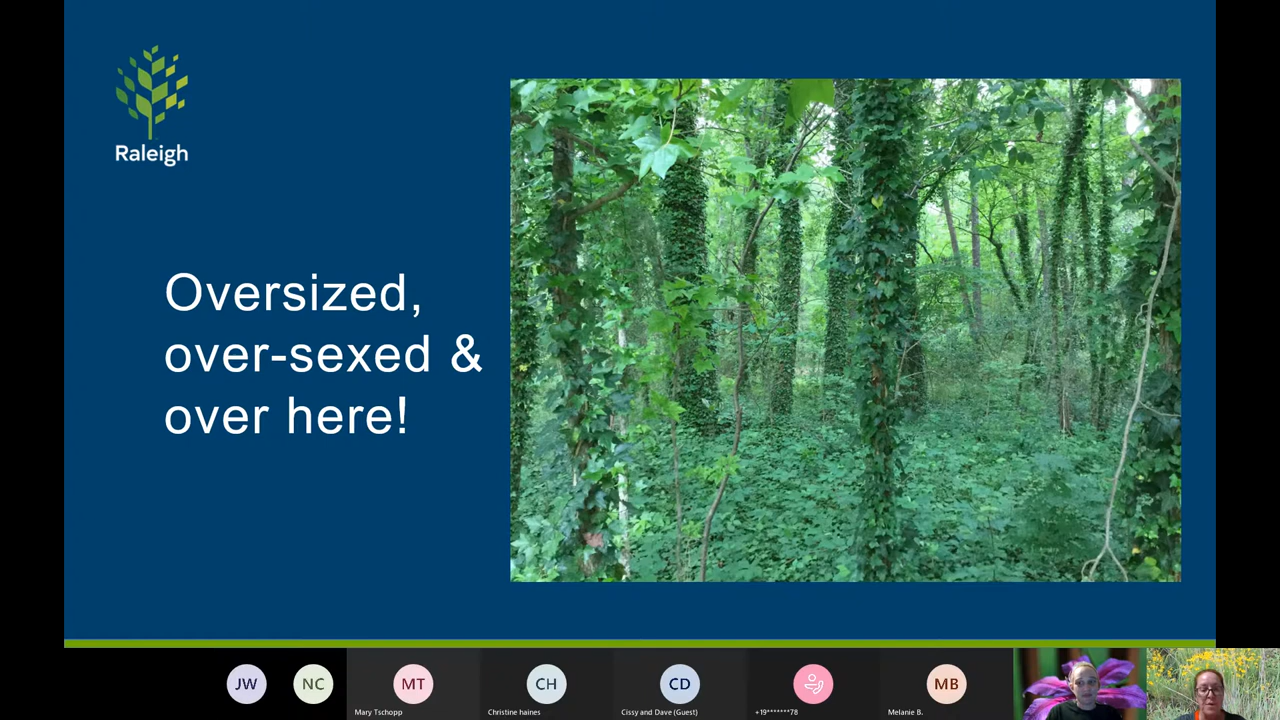 Raleigh
Oversized,
over-sexed &
over here!
JW
NC
MT
CH
CD
MB
Mary Tschopp
Christine haines
Cissy and Dave (Guest)
+19*******78
Melanie B.